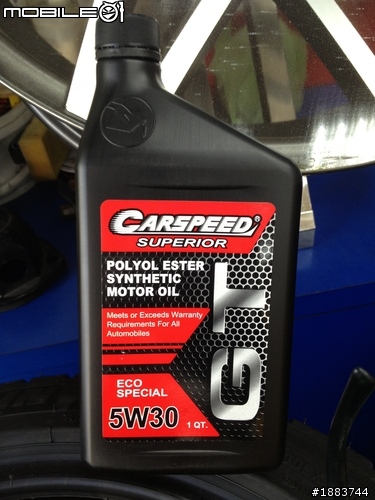 MOBILE01
CARSPEED®
SUPERIOR
POLYOL ESTER
SYNTHETIC
MOTOR OIL
Meets or Exceeds Warranty
Requirements For All
Automobiles
GT
ECO
SPECIAL
5W30
1 QT.
#1883744